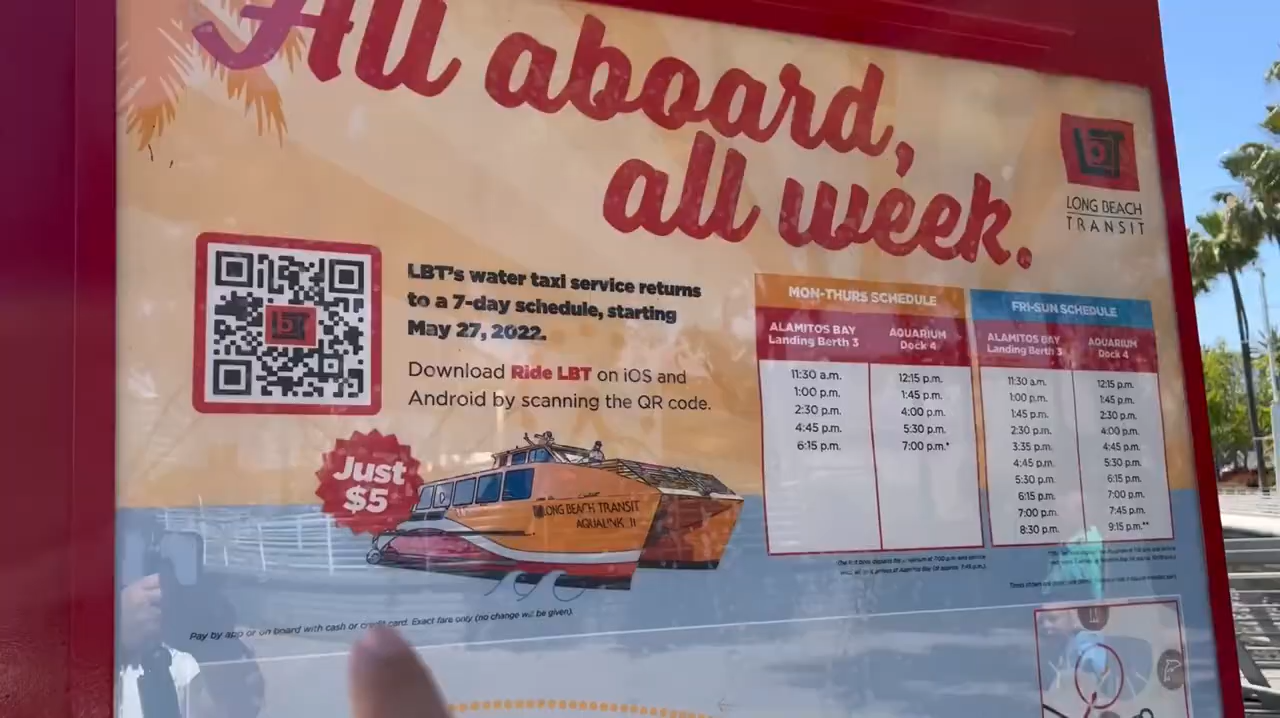 All aboard,
all week.
LBT
LONG BEACH
TRANSIT
LBT's water taxi service returns
to a 7-day schedule, starting
May 27, 2022.
Download Ride LBT on iOS and
Android by scanning the QR code.
Just
$5
LONG BEACH TRANSIT
AQUALINK II
Pay by app or on board with cash or credit card. Exact fare only (no change will be given).
MON-THURS SCHEDULE
ALAMITOS BAY AQUARIUM
Landing Berth 3 Dock 4
11:30 a.m. 12:15 p.m.
1:00 p.m. 1:45 p.m.
2:30 p.m. 4:00 p.m.
4:45 p.m. 5:30 p.m.
6:15 p.m. 7:00 p.m.*
FRI-SUN SCHEDULE
ALAMITOS BAY AQUARIUM
Landing Berth 3 Dock 4
11:30 a.m. 12:15 p.m.
1:00 p.m. 1:45 p.m.
1:45 p.m. 2:30 p.m.
2:30 p.m. 4:00 p.m.
3:35 p.m. 4:45 p.m.
4:45 p.m. 5:30 p.m.
5:30 p.m. 6:15 p.m.
6:15 p.m. 7:00 p.m.
7:00 p.m. 7:45 p.m.
8:30 p.m. 9:15 p.m.**